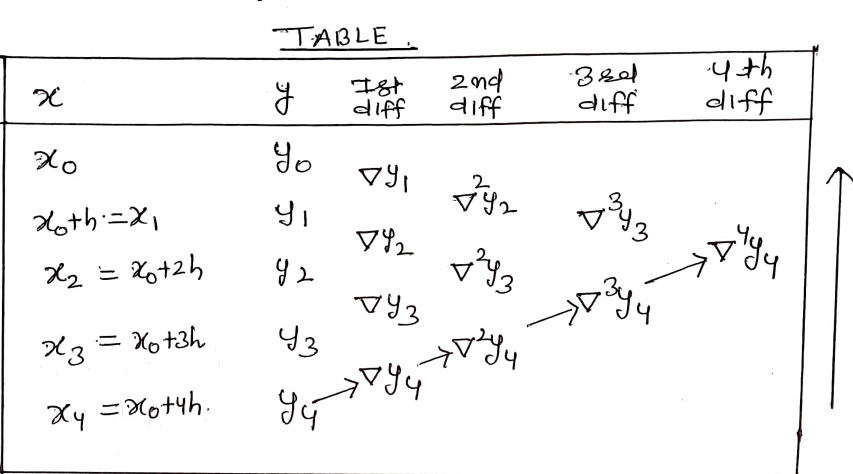 TABLE.
x y 1st diff 2nd diff 3rd diff 4th diff
x₀ y₀
∇y₁
∇²y₂
x₀+h=x₁ y₁ ∇³y₃
∇y₂ ∇⁴y₄
x₂ = x₀+2h y₂ ∇²y₃
∇y₃ ∇³y₄
x₃ = x₀+3h y₃ ∇²y₄
∇y₄
x₄ = x₀+4h. y₄